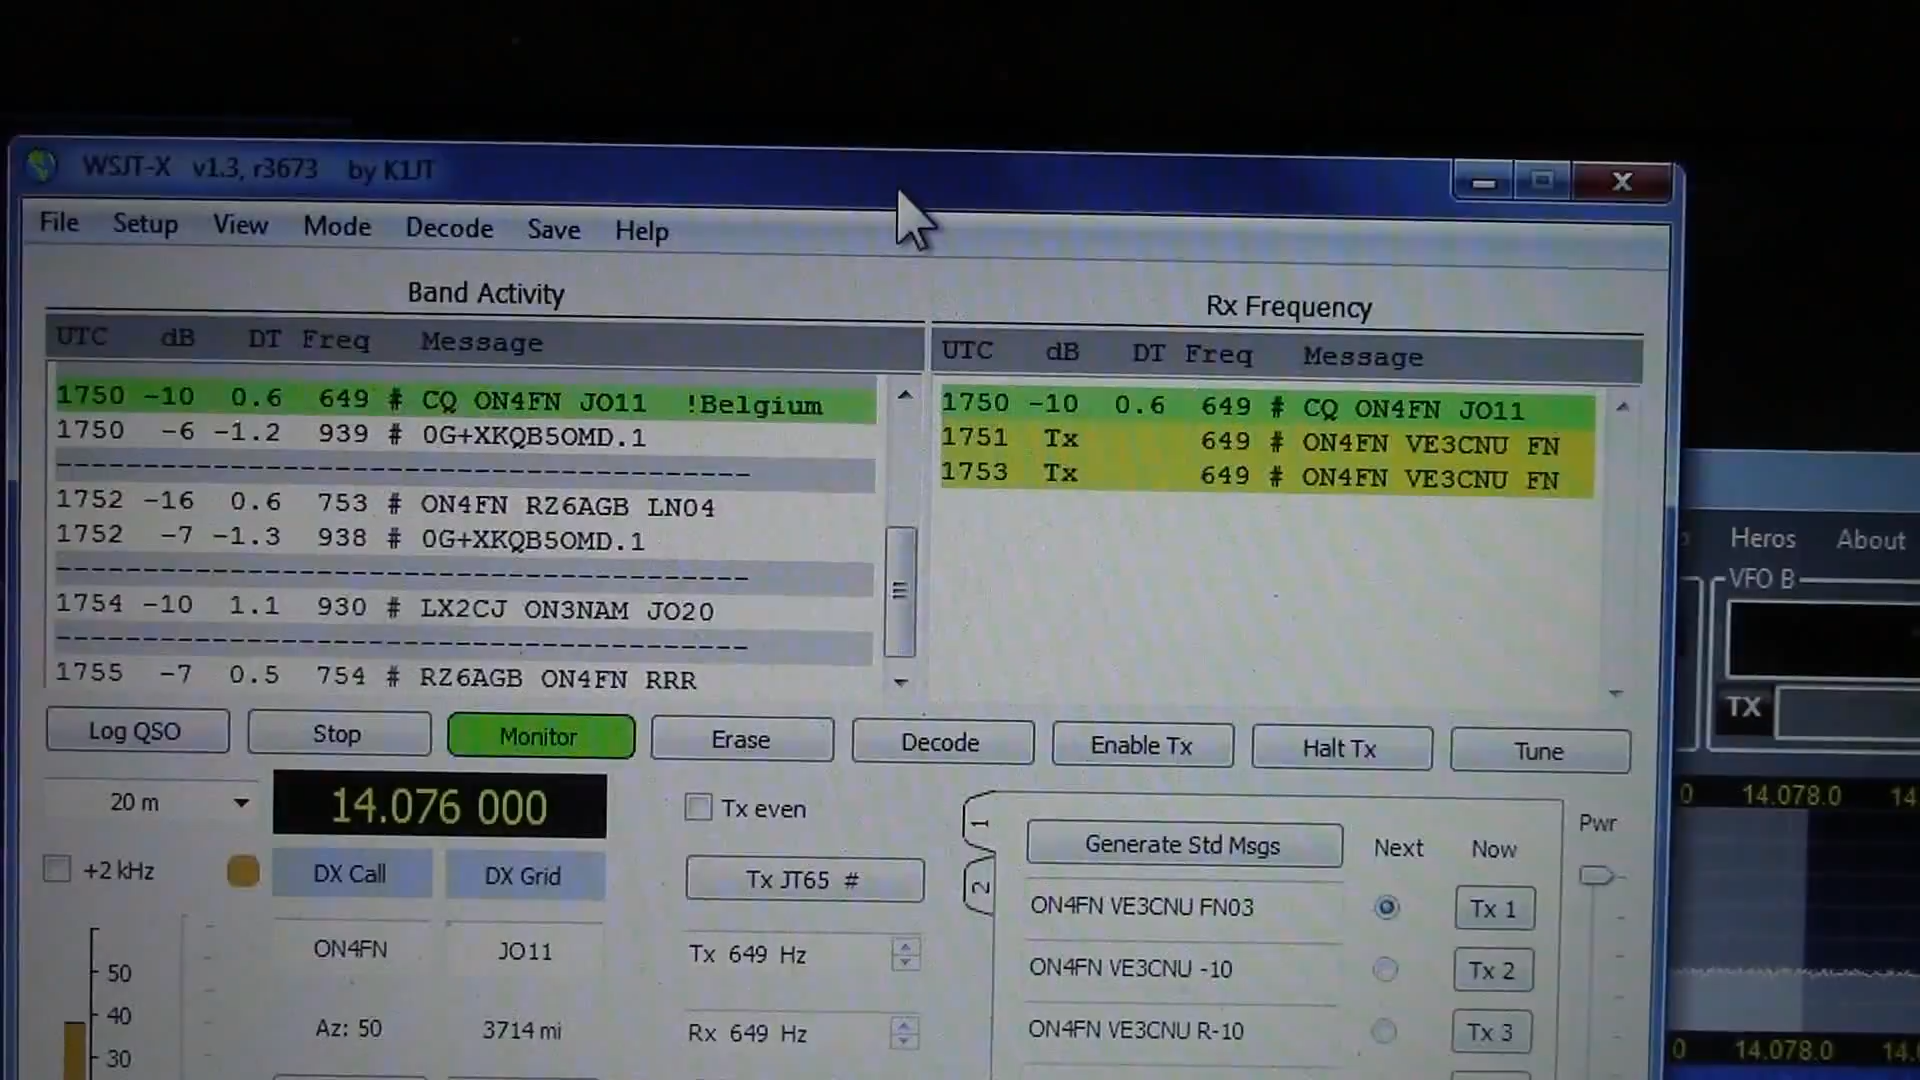 WSJT-X v1.3, r3673 by K1JT
File Setup View Mode Decode Save Help
Band Activity
UTC dB DT Freq Message
1750 -10 0.6 649 # CQ ON4FN JO11 !Belgium
1750 -6 -1.2 939 # 0G+XKQB5OMD.1
----------------------------------------
1752 -16 0.6 753 # ON4FN RZ6AGB LN04
1752 -7 -1.3 938 # 0G+XKQB5OMD.1
----------------------------------------
1754 -10 1.1 930 # LX2CJ ON3NAM JO20
----------------------------------------
1755 -7 0.5 754 # RZ6AGB ON4FN RRR
Rx Frequency
UTC dB DT Freq Message
1750 -10 0.6 649 # CQ ON4FN JO11
1751 Tx 649 # ON4FN VE3CNU FN
1753 Tx 649 # ON4FN VE3CNU FN
Log QSO Stop Monitor Erase Decode Enable Tx Halt Tx Tune
20 m
14.076 000
+2 kHz
DX Call DX Grid
ON4FN JO11
Az: 50 3714 mi
50
40
30
Tx even
Tx JT65 #
Tx 649 Hz
Rx 649 Hz
1
2
Generate Std Msgs Next Now
ON4FN VE3CNU FN03 Tx 1
ON4FN VE3CNU -10 Tx 2
ON4FN VE3CNU R-10 Tx 3
Pwr
Heros About
VFO B
TX
0 14.078.0 14
0 14.078.0 14.